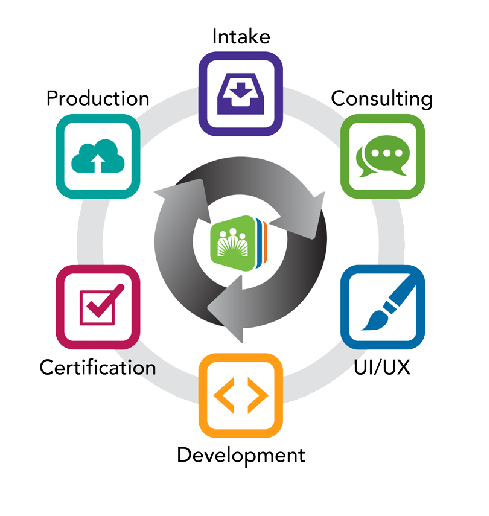 Intake
Production
Consulting
Certification
UI/UX
Development